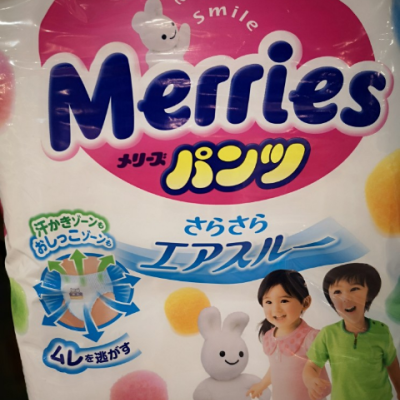 Smile
Merries
メリーズ パンツ
さらさら
エアスルー
汗かきゾーンも
おしっこゾーンも
ムレを逃がす